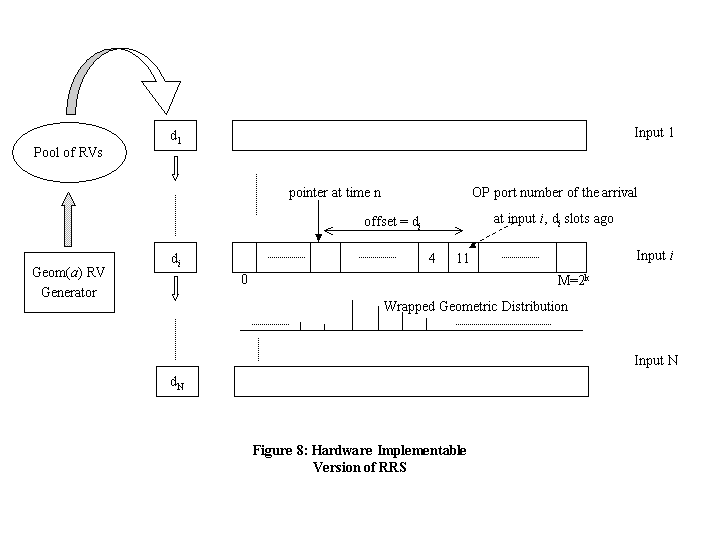 d1
Input 1
Pool of RVs
pointer at time n
OP port number of the arrival
at input i, di slots ago
offset = di
di
4
11
Input i
Geom(a) RV
Generator
0
M=2k
Wrapped Geometric Distribution
Input N
dN
Figure 8: Hardware Implementable
Version of RRS